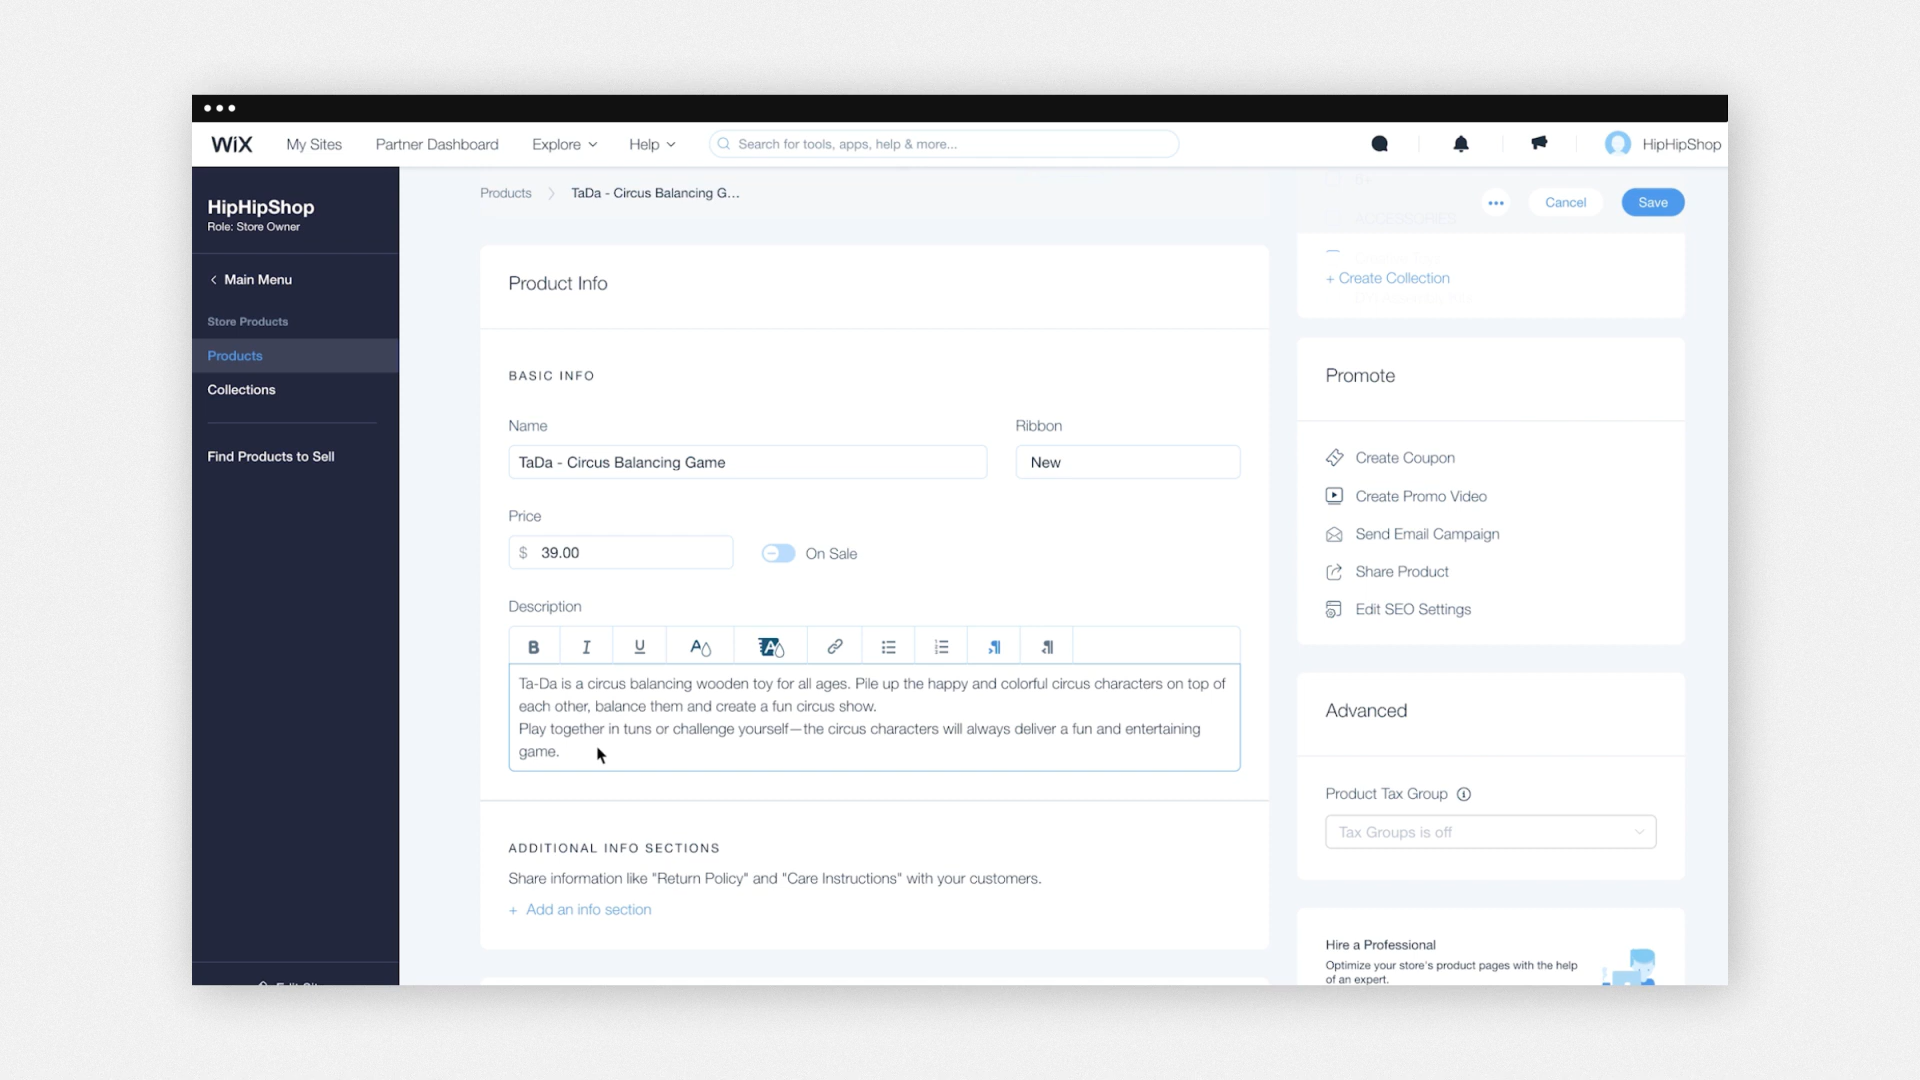 WiX
My Sites
Partner Dashboard
Explore
Help
Search for tools, apps, help & more...
HipHipShop
HipHipShop
Role: Store Owner
Main Menu
Store Products
Products
Collections
Find Products to Sell
Products
TaDa - Circus Balancing G...
Cancel
Save
ACCESSORIES
+ Create Collection
Product Info
BASIC INFO
Name
Ribbon
TaDa - Circus Balancing Game
New
Price
$ 39.00
On Sale
Description
B I U A A
Ta-Da is a circus balancing wooden toy for all ages. Pile up the happy and colorful circus characters on top of
each other, balance them and create a fun circus show.
Play together in tuns or challenge yourself—the circus characters will always deliver a fun and entertaining
game.
ADDITIONAL INFO SECTIONS
Share information like "Return Policy" and "Care Instructions" with your customers.
+ Add an info section
Promote
Create Coupon
Create Promo Video
Send Email Campaign
Share Product
Edit SEO Settings
Advanced
Product Tax Group
Tax Groups is off
Hire a Professional
Optimize your store's product pages with the help
of an expert.